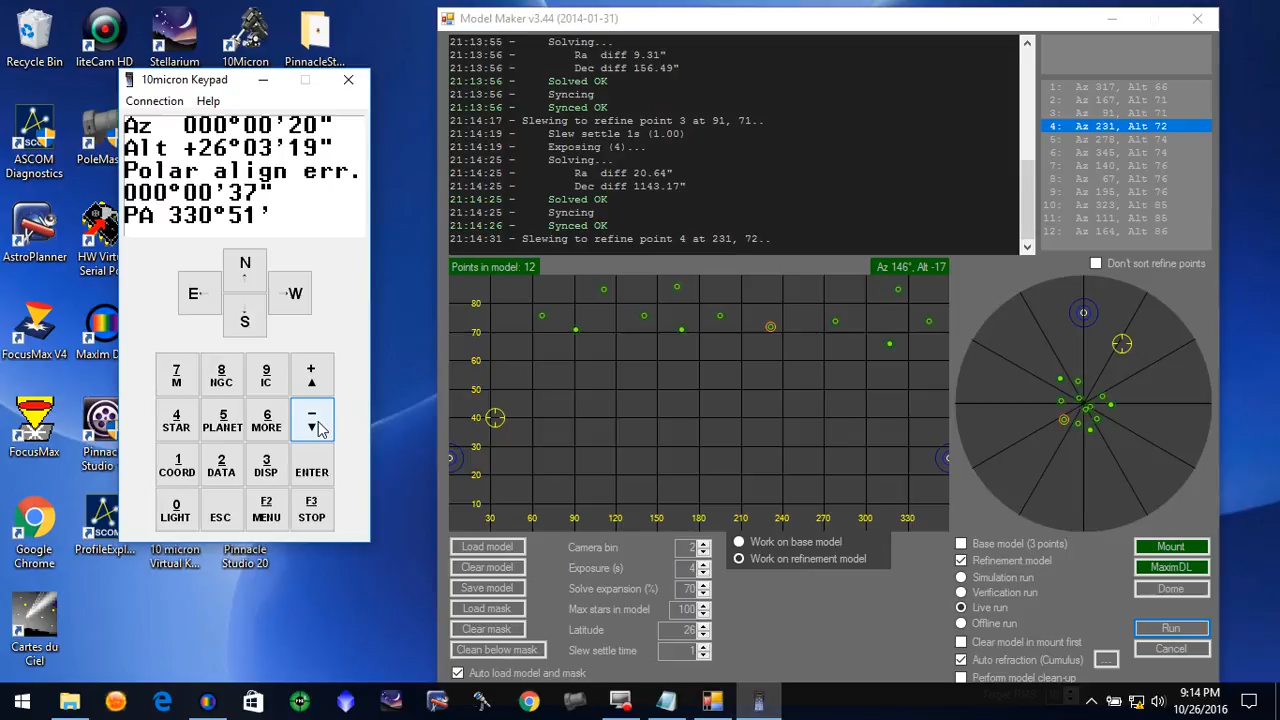 Recycle Bin
liteCam HD
Stellarium
10Micron
PinnacleSt...
ASCOM
Diagnostics
PoleMas
AstroPlanner
HW Virtu
Serial Po
FocusMax V4
MaxIm D
FocusMax
Pinnac
Studio
Google
Chrome
ProfileExpl...
10 micron
Virtual K...
Pinnacle
Studio 20
Cartes du
Ciel
10micron Keypad
Connection Help
Az 000°00'20"
Alt +26°03'19"
Polar align err.
000°00'37"
PA 330°51'
N
E
W
S
7
M
8
NGC
9
IC
+
▲
4
STAR
5
PLANET
6
MORE
-
▼
1
COORD
2
DATA
3
DISP
ENTER
0
LIGHT
ESC
F2
MENU
F3
STOP
Model Maker v3.44 (2014-01-31)
21:13:55 - Solving...
21:13:56 - Ra diff 9.31"
21:13:56 - Dec diff 156.49"
21:13:56 - Solved OK
21:13:56 - Syncing
21:13:56 - Synced OK
21:14:17 - Slewing to refine point 3 at 91, 71..
21:14:19 - Slew settle 1s (1.00)
21:14:19 - Exposing (4)...
21:14:25 - Solving...
21:14:25 - Ra diff 20.64"
21:14:25 - Dec diff 1143.17"
21:14:25 - Solved OK
21:14:25 - Syncing
21:14:26 - Synced OK
21:14:31 - Slewing to refine point 4 at 231, 72..
1: Az 317, Alt 66
2: Az 167, Alt 71
3: Az 91, Alt 71
4: Az 231, Alt 72
5: Az 278, Alt 74
6: Az 345, Alt 74
7: Az 140, Alt 76
8: Az 67, Alt 76
9: Az 195, Alt 76
10: Az 323, Alt 85
11: Az 111, Alt 85
12: Az 164, Alt 86
Points in model: 12
Az 146°, Alt -17
Don't sort refine points
80
70
60
50
40
30
20
10
30 60 90 120 150 180 210 240 270 300 330
Load model
Clear model
Save model
Load mask
Clear mask
Clean below mask
Auto load model and mask
Camera bin 2
Exposure (s) 4
Solve expansion (%) 70
Max stars in model 100
Latitude 26
Slew settle time 1
Work on base model
Work on refinement model
Base model (3 points)
Refinement model
Simulation run
Verification run
Live run
Offline run
Clear model in mount first
Auto refraction (Cumulus) ...
Perform model clean-up
Mount
MaximDL
Dome
Run
Cancel
9:14 PM
10/26/2016